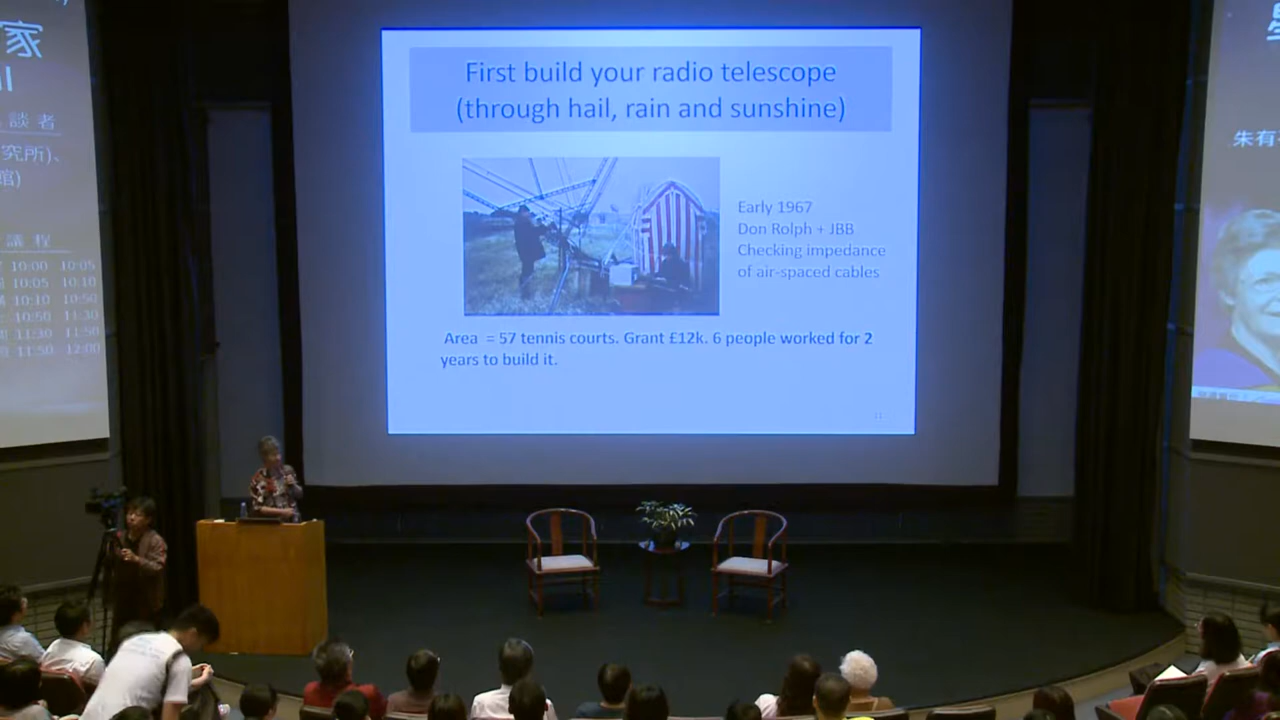 家
談者
究所)、
館)
議程
10:00 10:05
10:05 10:10
10:10 10:50
10:50 11:30
11:30 11:50
11:50 12:00
First build your radio telescope
(through hail, rain and sunshine)
Early 1967
Don Rolph + JBB
Checking impedance
of air-spaced cables
Area = 57 tennis courts. Grant £12k. 6 people worked for 2
years to build it.
朱有